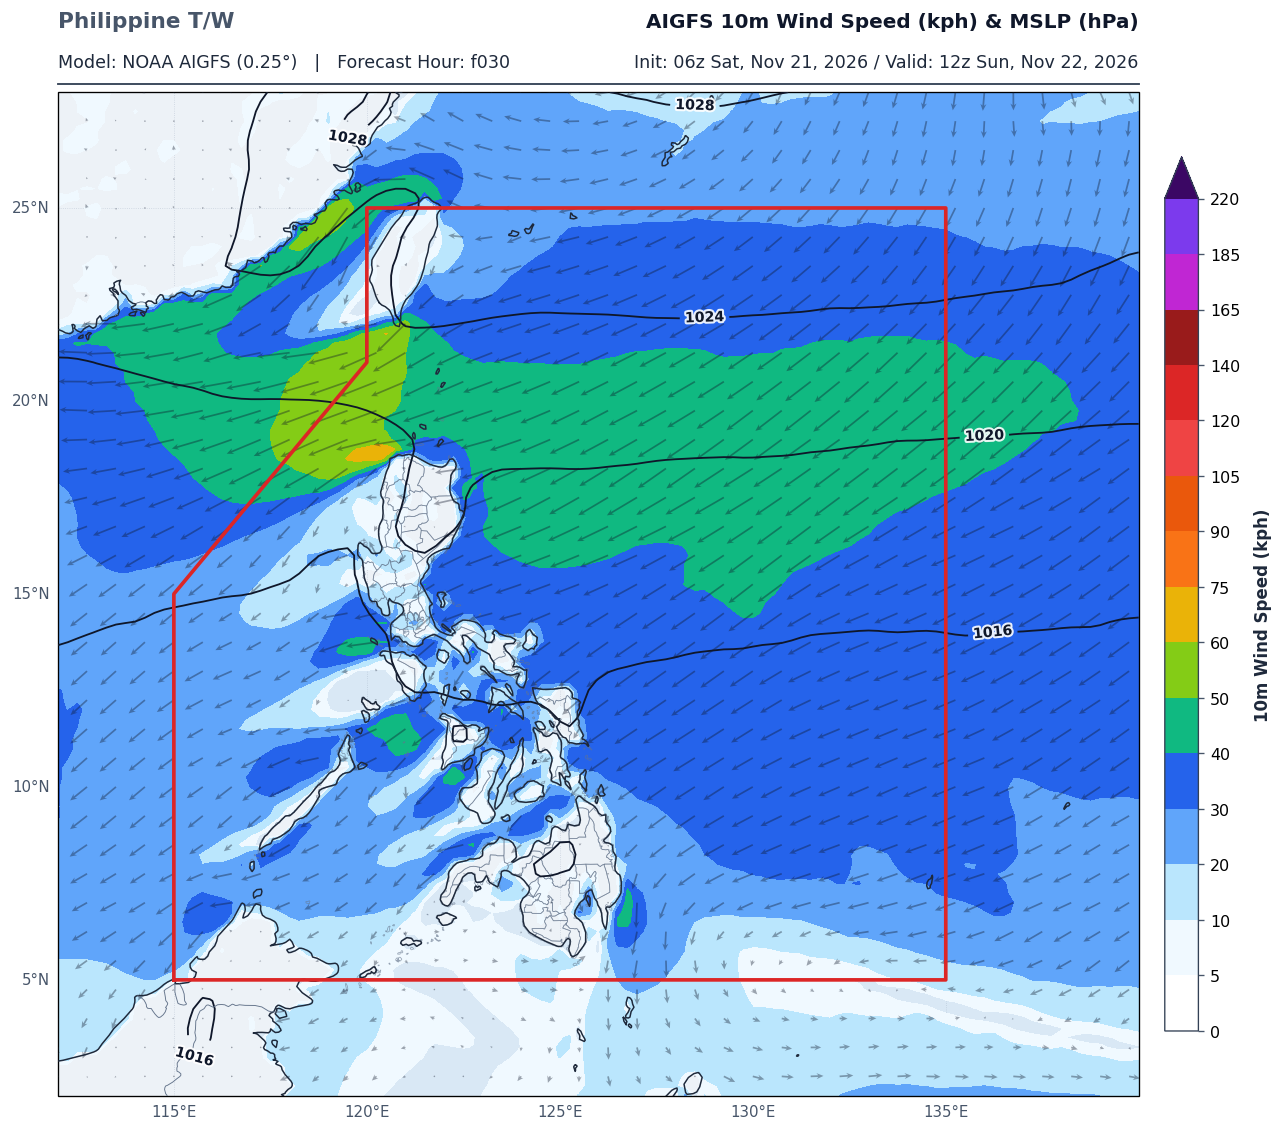 Philippine T/W
AIGFS 10m Wind Speed (kph) & MSLP (hPa)
Model: NOAA AIGFS (0.25°) | Forecast Hour: f030
Init: 06z Sat, Nov 21, 2026 / Valid: 12z Sun, Nov 22, 2026
1028
1028
25°N
1024
20°N
1020
15°N
1016
10°N
5°N
1016
115°E
120°E
125°E
130°E
135°E
220
185
165
140
120
105
90
75
60
50
40
30
20
10
5
0
10m Wind Speed (kph)